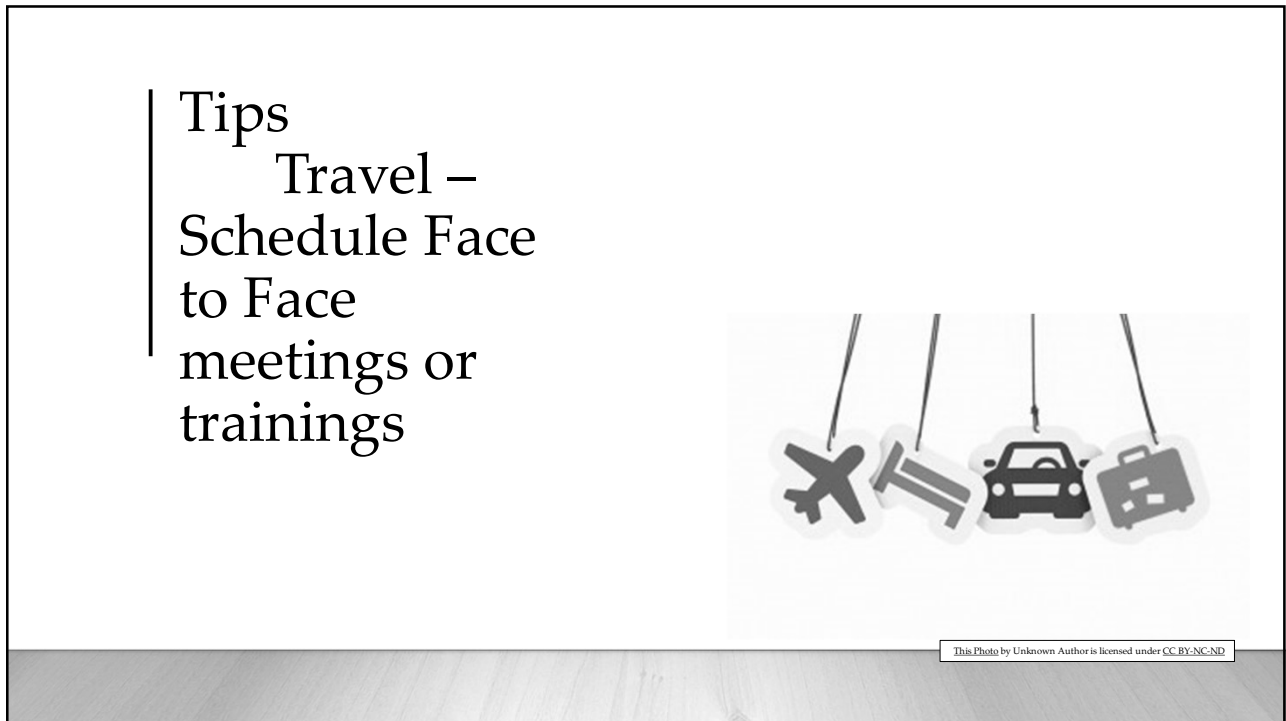 Tips
Travel –
Schedule Face
to Face
meetings or
trainings
This Photo by Unknown Author is licensed under CC BY-NC-ND